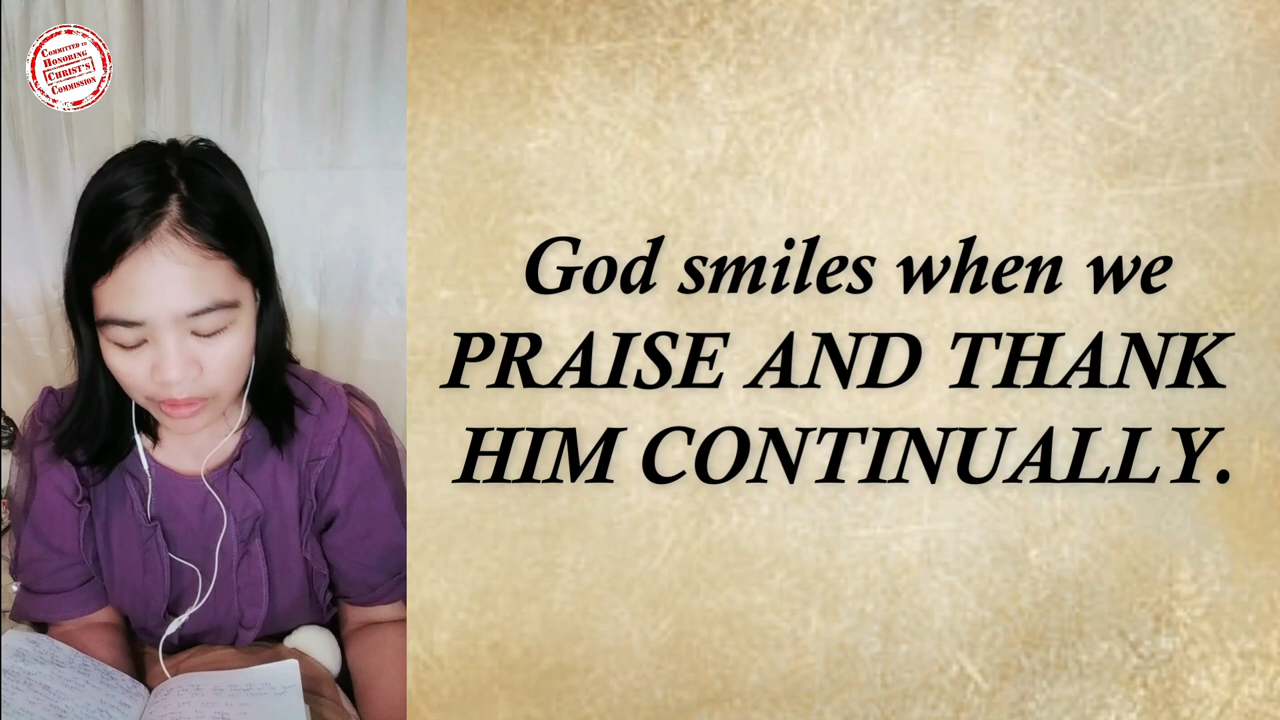 COMMITTED TO
HONORING
CHRIST'S
COMMISSION
God smiles when we
PRAISE AND THANK
HIM CONTINUALLY.